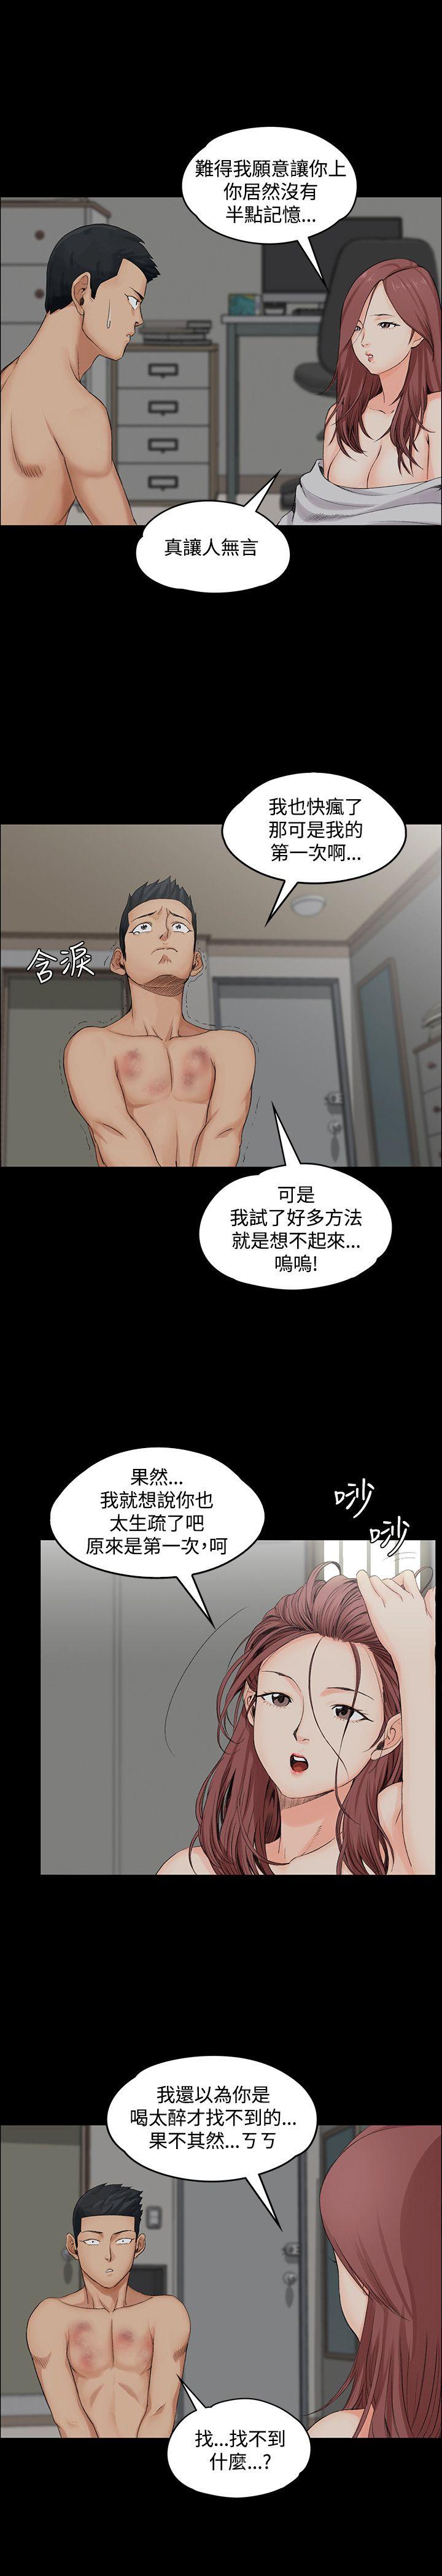 難得我願意讓你上
你居然沒有
半點記憶...
真讓人無言
我也快瘋了
那可是我的
第一次啊...
含淚
可是
我試了好多方法
就是想不起來...
嗚嗚!
果然...
我就想說你也
太生疏了吧
原來是第一次,呵
唦
唦
我還以為你是
喝太醉才找不到的...
果不其然...ㄎㄎ
找...找不到
什麼...?